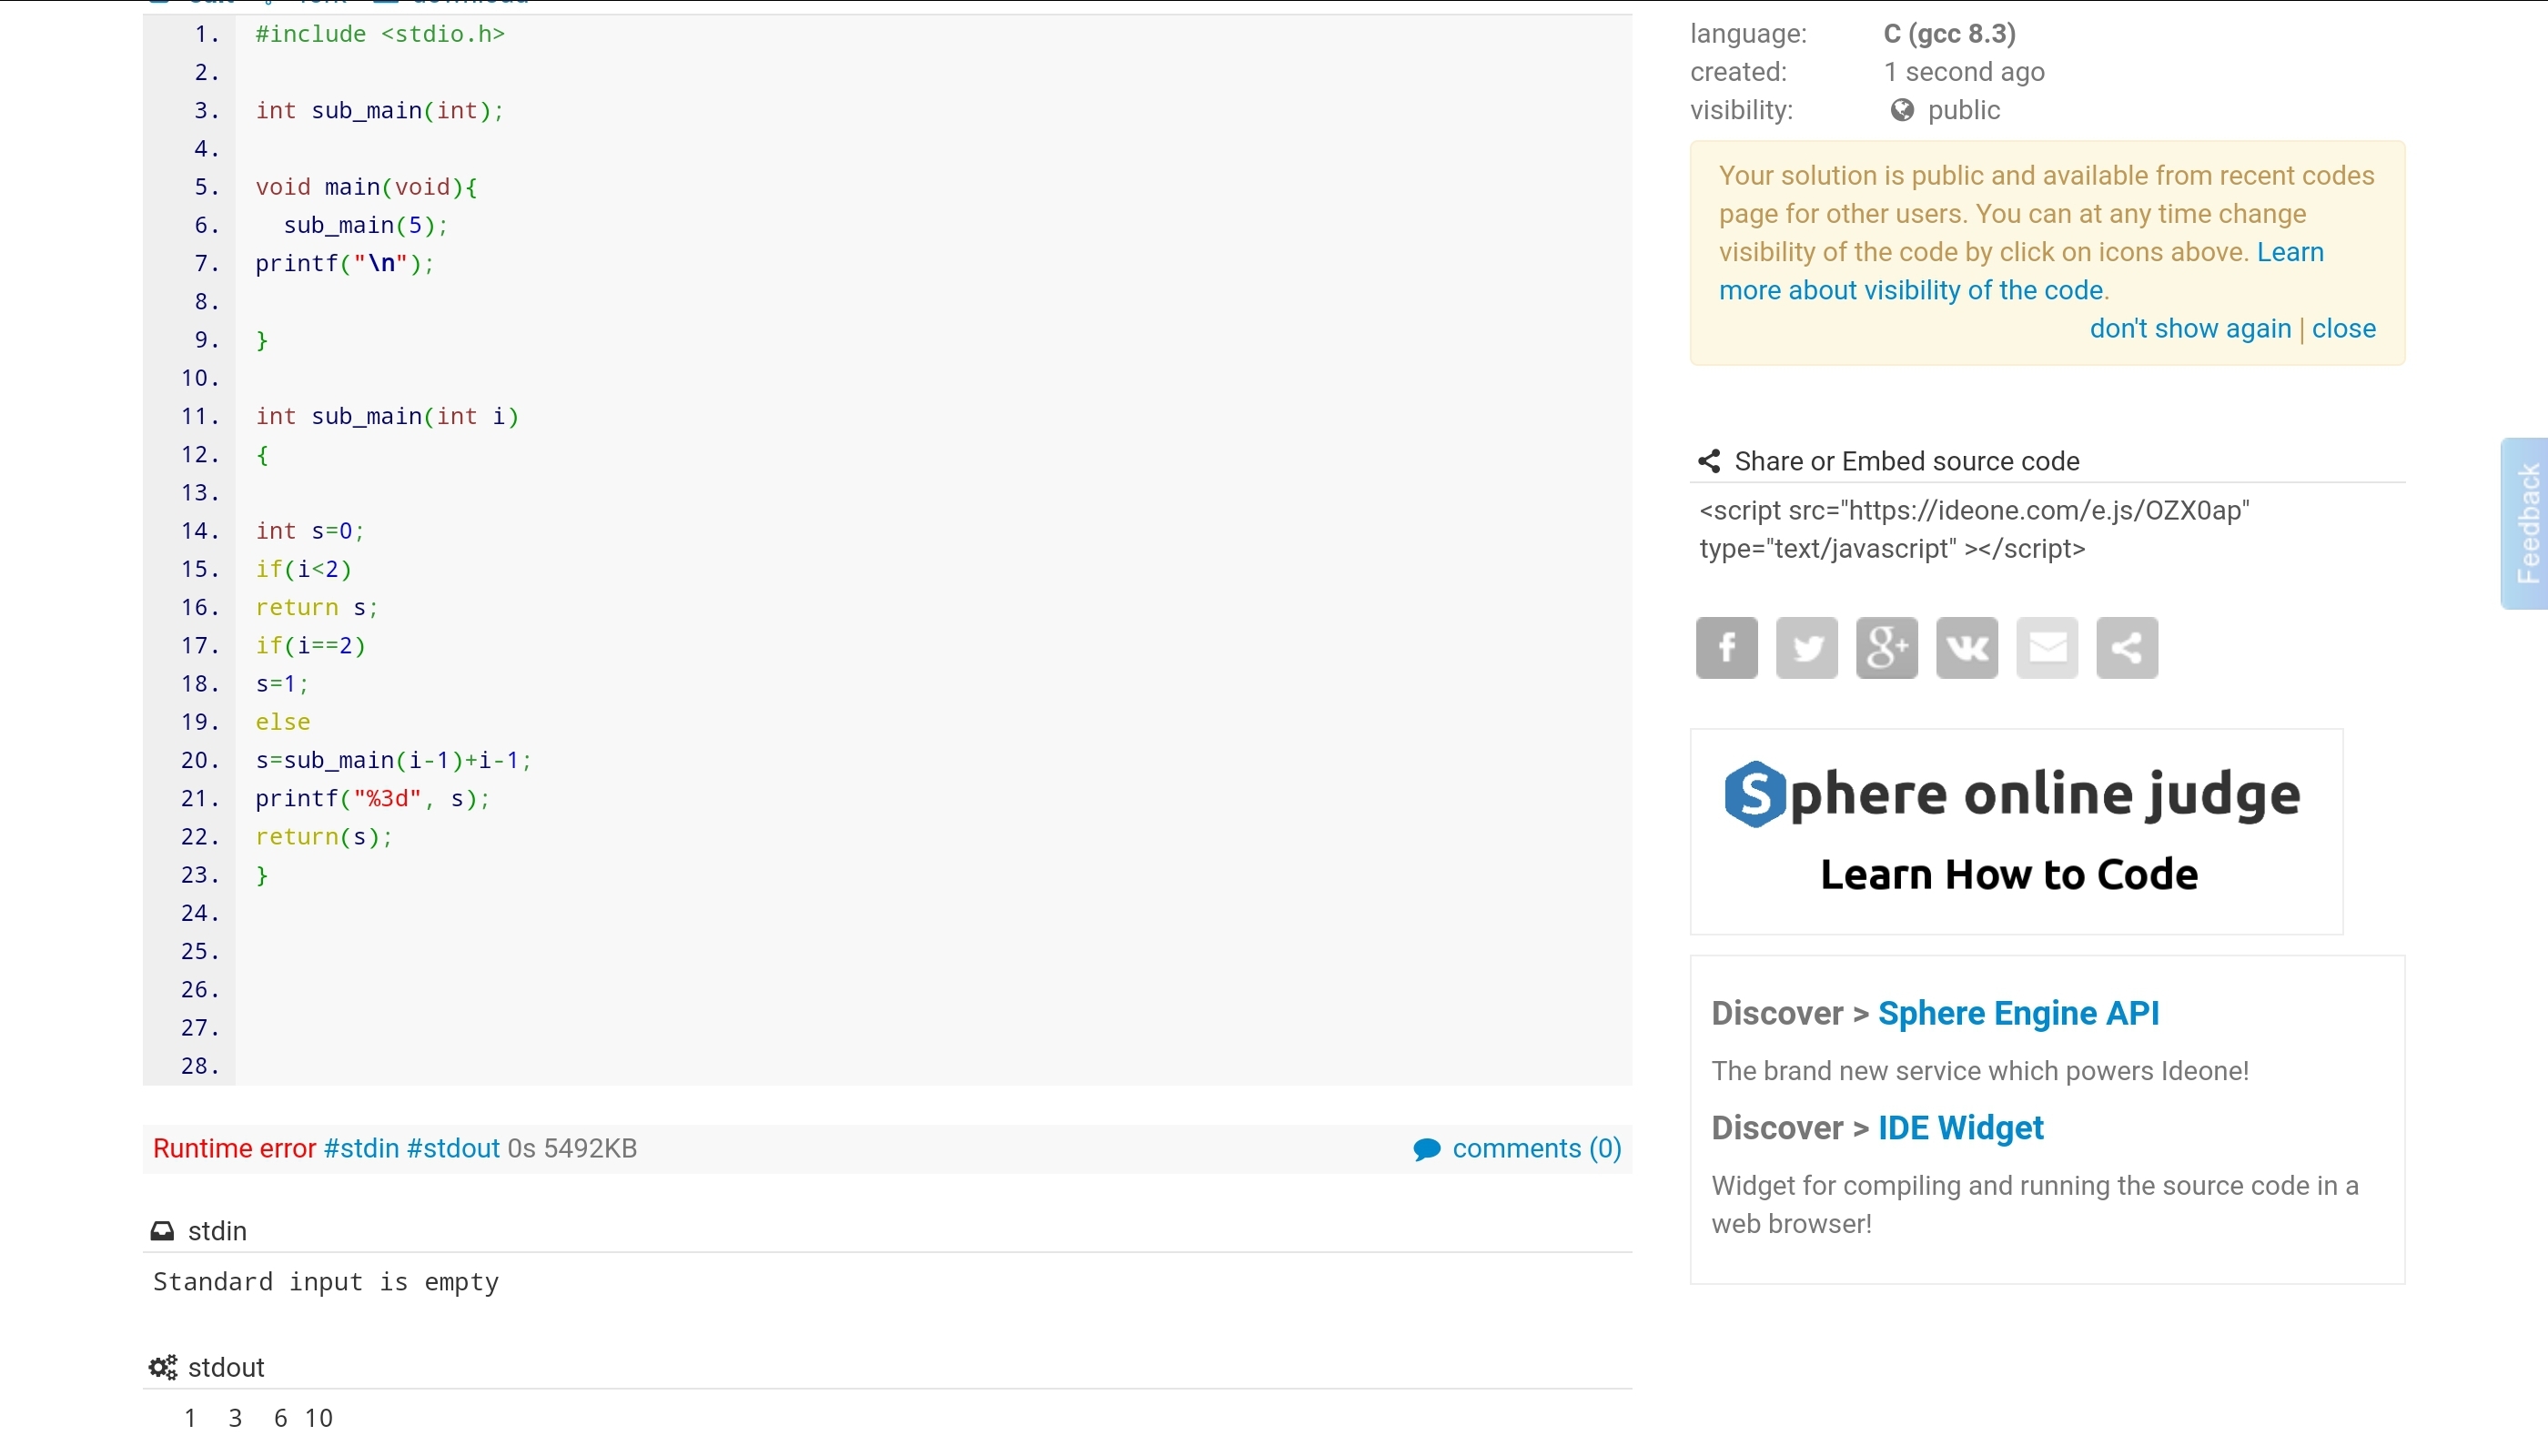 1. #include <stdio.h>
2.
3. int sub_main(int);
4.
5. void main(void){
6.   sub_main(5);
7. printf("\n");
8.
9. }
10.
11. int sub_main(int i)
12. {
13.
14. int s=0;
15. if(i<2)
16. return s;
17. if(i==2)
18. s=1;
19. else
20. s=sub_main(i-1)+i-1;
21. printf("%3d", s);
22. return(s);
23. }
24.
25.
26.
27.
28.
Runtime error #stdin #stdout 0s 5492KB
comments (0)
stdin
Standard input is empty
stdout
  1  3  6 10
language: C (gcc 8.3)
created: 1 second ago
visibility: public
Your solution is public and available from recent codes
page for other users. You can at any time change
visibility of the code by click on icons above. Learn
more about visibility of the code.
don't show again | close
Share or Embed source code
<script src="https://ideone.com/e.js/OZX0ap"
type="text/javascript" ></script>
Sphere online judge
Learn How to Code
Discover > Sphere Engine API
The brand new service which powers Ideone!
Discover > IDE Widget
Widget for compiling and running the source code in a
web browser!
Feedback